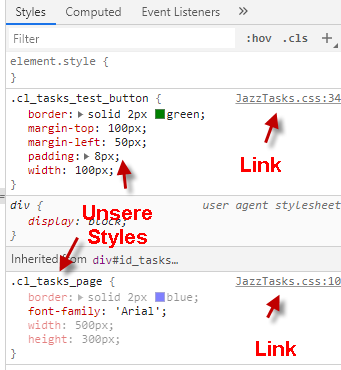 Styles Computed Event Listeners »
Filter :hov .cls +
element.style {
}
.cl_tasks_test_button { JazzTasks.css:34
border: ▶ solid 2px green;
margin-top: 100px;
margin-left: 50px;
padding: ▶ 8px;
width: 100px;
}
Link
div { user agent stylesheet
display: block;
}
Unsere
Styles
Inherited from div#id_tasks…
.cl_tasks_page { JazzTasks.css:10
border: ▶ solid 2px blue;
font-family: 'Arial';
width: 500px;
height: 300px;
}
Link